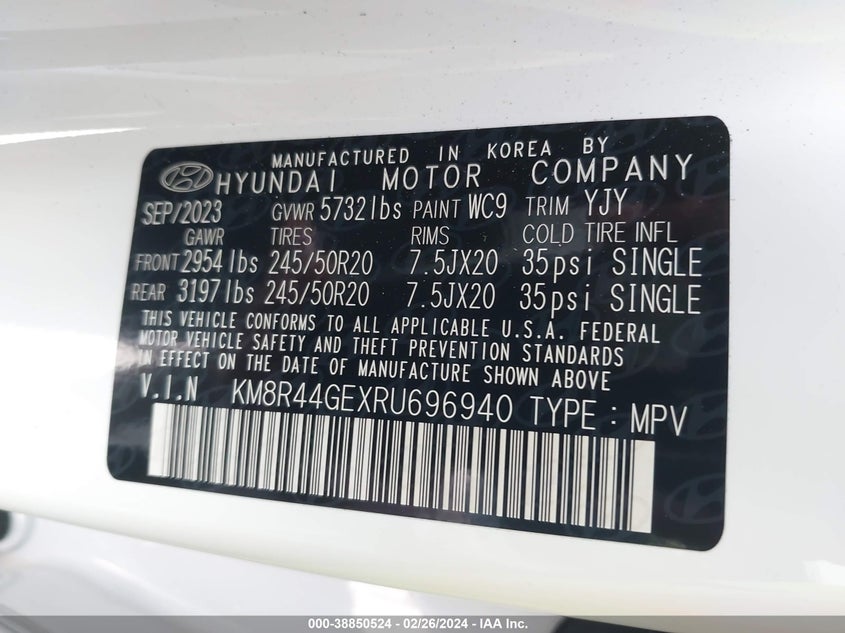 MANUFACTURED IN KOREA BY
HYUNDAI MOTOR COMPANY
SEP/2023 GVWR 5732lbs PAINT WC9 TRIM YJY
GAWR TIRES RIMS COLD TIRE INFL
FRONT 2954lbs 245/50R20 7.5JX20 35psi SINGLE
REAR 3197lbs 245/50R20 7.5JX20 35psi SINGLE
THIS VEHICLE CONFORMS TO ALL APPLICABLE U.S.A. FEDERAL
MOTOR VEHICLE SAFETY AND THEFT PREVENTION STANDARDS
IN EFFECT ON THE DATE OF MANUFACTURE SHOWN ABOVE
V.I.N KM8R44GEXRU696940 TYPE : MPV
000-38850524 - 02/26/2024 - IAA Inc.